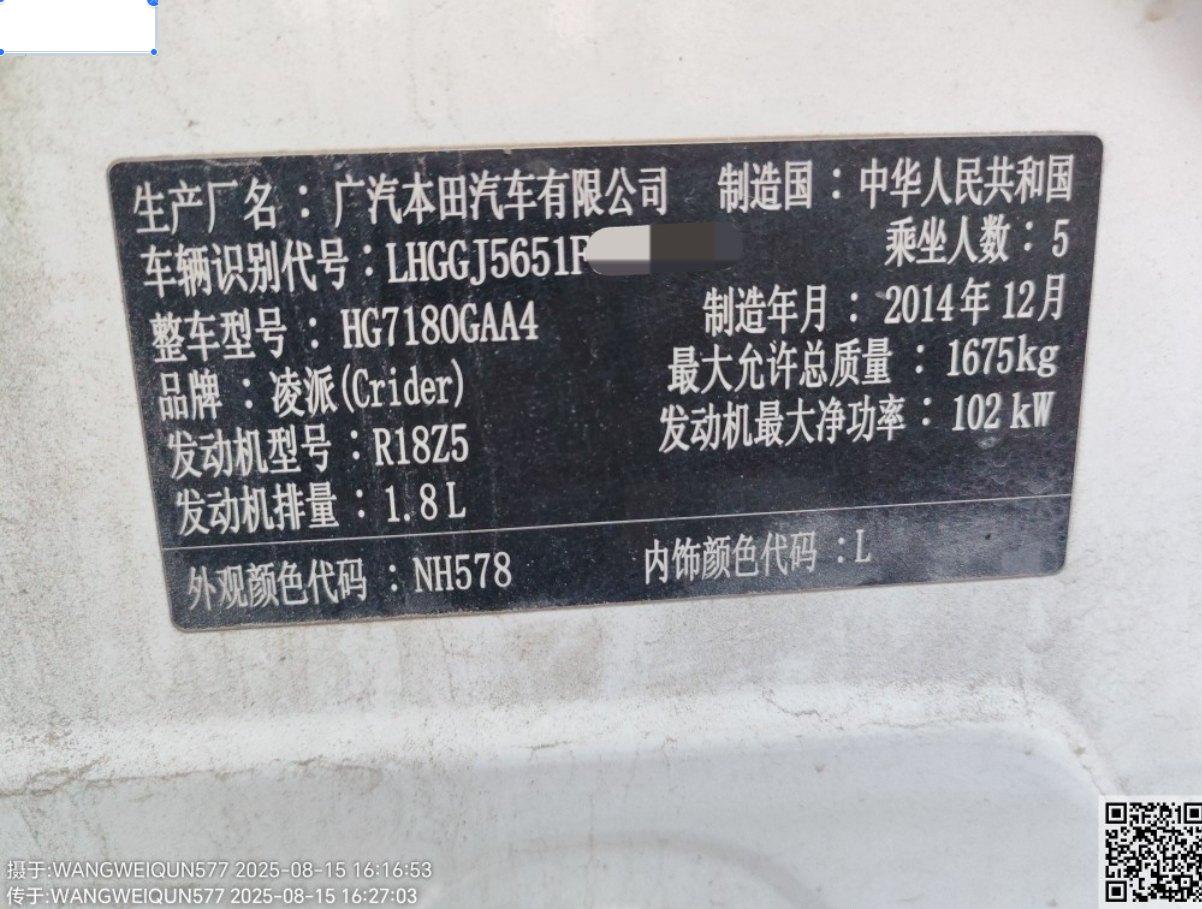 生产厂名：广汽本田汽车有限公司 制造国：中华人民共和国
车辆识别代号：LHGGJ5651 乘坐人数：5
整车型号：HG7180GAA4 制造年月：2014年12月
品牌：凌派(Crider) 最大允许总质量：1675kg
发动机型号：R18Z5 发动机最大净功率：102kW
发动机排量：1.8L
外观颜色代码：NH578 内饰颜色代码：L
摄于:WANGWEIQUN577 2025-08-15 16:16:53
传于:WANGWEIQUN577 2025-08-15 16:27:03